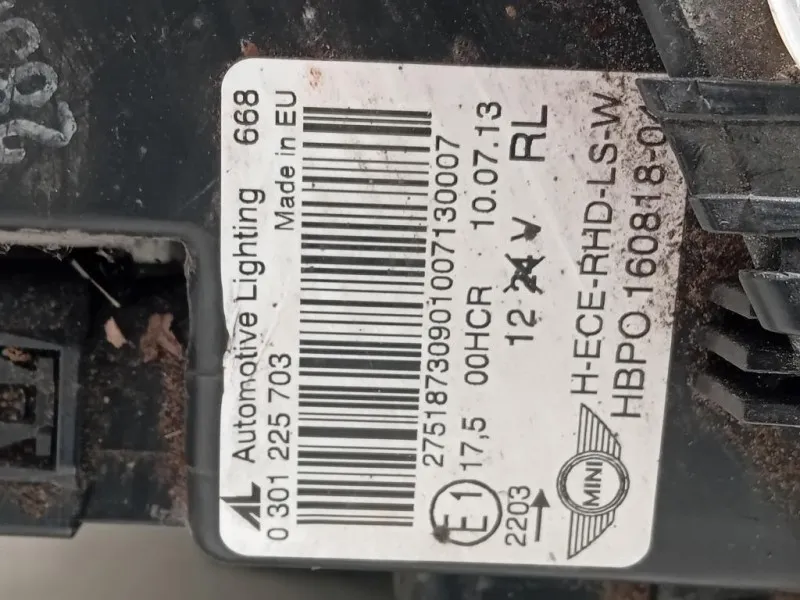 AL Automotive Lighting 668
0 301 225 703 Made in EU
27518730901007130007
E1 17,5 00HCR 10.07.13
2203 12 24 V RL
MINI
H-ECE-RHD-LS-W
HBPO 160818-0